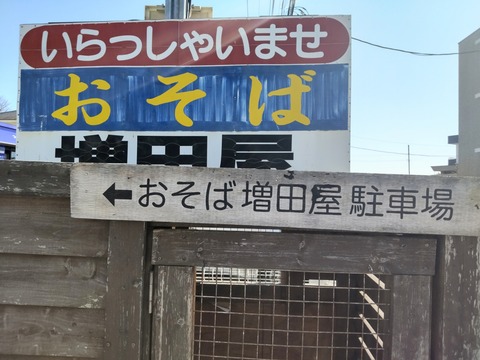 いらっしゃいませ
おそば
増田屋
←おそば増田屋駐車場